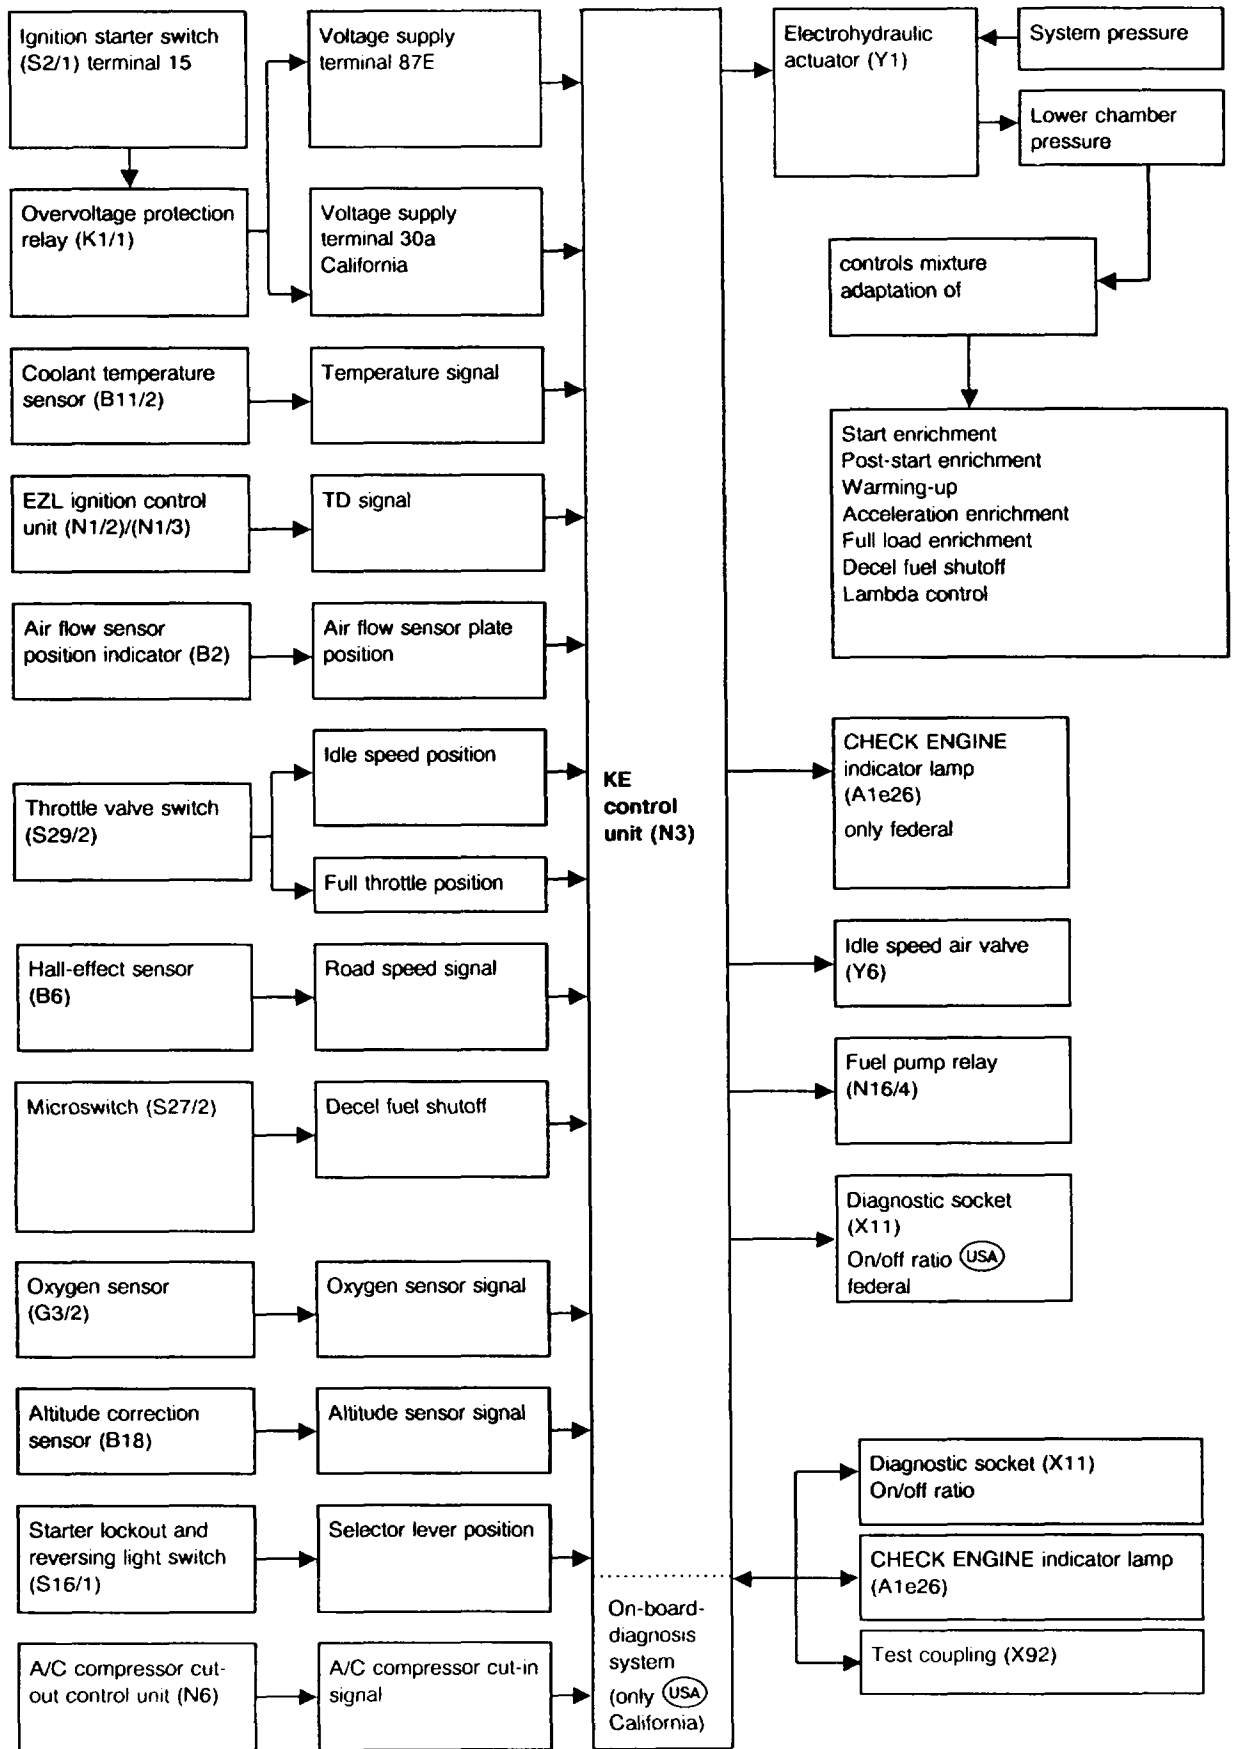 Ignition starter switch
(S2/1) terminal 15
Voltage supply
terminal 87E
Overvoltage protection
relay (K1/1)
Voltage supply
terminal 30a
California
Coolant temperature
sensor (B11/2)
Temperature signal
EZL ignition control
unit (N1/2)/(N1/3)
TD signal
Air flow sensor
position indicator (B2)
Air flow sensor plate
position
Throttle valve switch
(S29/2)
Idle speed position
Full throttle position
Hall-effect sensor
(B6)
Road speed signal
Microswitch (S27/2)
Decel fuel shutoff
Oxygen sensor
(G3/2)
Oxygen sensor signal
Altitude correction
sensor (B18)
Altitude sensor signal
Starter lockout and
reversing light switch
(S16/1)
Selector lever position
A/C compressor cut-
out control unit (N6)
A/C compressor cut-in
signal
KE
control
unit (N3)
On-board-
diagnosis
system
(only USA
California)
Electrohydraulic
actuator (Y1)
System pressure
Lower chamber
pressure
controls mixture
adaptation of
Start enrichment
Post-start enrichment
Warming-up
Acceleration enrichment
Full load enrichment
Decel fuel shutoff
Lambda control
CHECK ENGINE
indicator lamp
(A1e26)
only federal
Idle speed air valve
(Y6)
Fuel pump relay
(N16/4)
Diagnostic socket
(X11)
On/off ratio USA
federal
Diagnostic socket (X11)
On/off ratio
CHECK ENGINE indicator lamp
(A1e26)
Test coupling (X92)